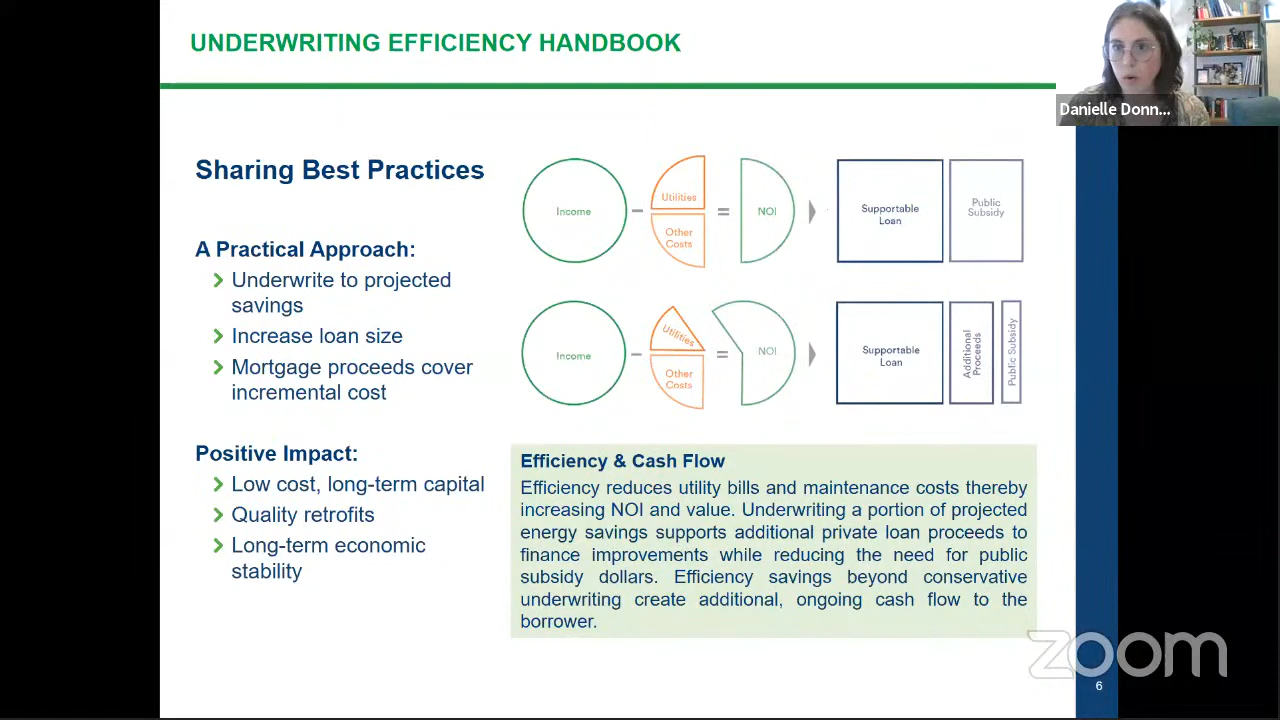 UNDERWRITING EFFICIENCY HANDBOOK
Danielle Donn...
Sharing Best Practices
A Practical Approach:
Underwrite to projected
savings
Increase loan size
Mortgage proceeds cover
incremental cost
Positive Impact:
Low cost, long-term capital
Quality retrofits
Long-term economic
stability
Income
Utilities
Other
Costs
NOI
Supportable
Loan
Public
Subsidy
Income
Utilities
Other
Costs
NOI
Supportable
Loan
Additional
Proceeds
Public Subsidy
Efficiency & Cash Flow
Efficiency reduces utility bills and maintenance costs thereby
increasing NOI and value. Underwriting a portion of projected
energy savings supports additional private loan proceeds to
finance improvements while reducing the need for public
subsidy dollars. Efficiency savings beyond conservative
underwriting create additional, ongoing cash flow to the
borrower.
zoom
6